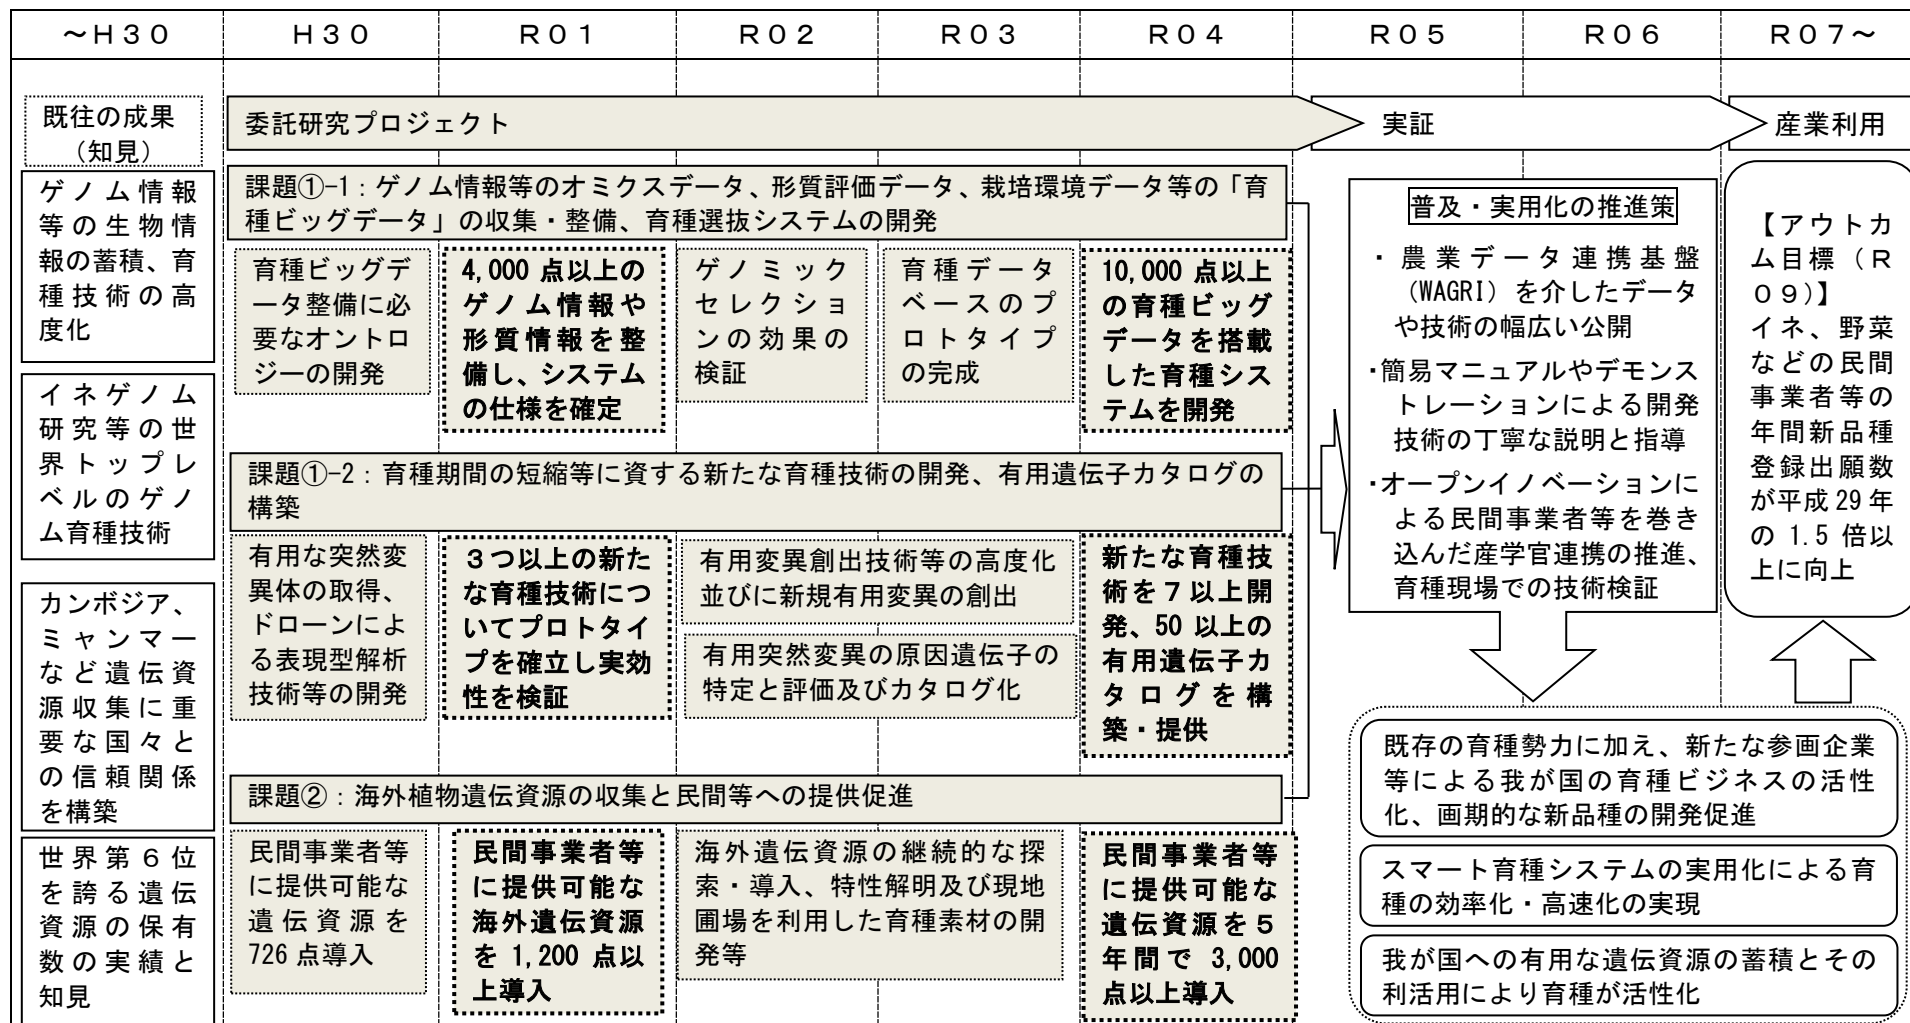 ～H３０
H３０
R０１
R０２
R０３
R０４
R０５
R０６
R０７～
既往の成果
（知見）
委託研究プロジェクト
実証
産業利用
ゲノム情報
等の生物情
報の蓄積、育
種技術の高
度化
イネゲノム
研究等の世
界トップレ
ベルのゲノ
ム育種技術
カンボジア、
ミャンマー
など遺伝資
源収集に重
要な国々と
の信頼関係
を構築
世界第６位
を誇る遺伝
資源の保有
数の実績と
知見
課題①-1：ゲノム情報等のオミクスデータ、形質評価データ、栽培環境データ等の「育
種ビッグデータ」の収集・整備、育種選抜システムの開発
育種ビッグデ
ータ整備に必
要なオントロ
ジーの開発
4,000 点以上の
ゲノム情報や
形質情報を整
備し、システム
の仕様を確定
ゲノミック
セレクショ
ンの効果の
検証
育種データ
ベースのプ
ロトタイプ
の完成
10,000 点以上
の育種ビッグ
データを搭載
した育種シス
テムを開発
課題①-2：育種期間の短縮等に資する新たな育種技術の開発、有用遺伝子カタログの
構築
有用な突然変
異体の取得、
ドローンによ
る表現型解析
技術等の開発
３つ以上の新た
な育種技術につ
いてプロトタイ
プを確立し実効
性を検証
有用変異創出技術等の高度化
並びに新規有用変異の創出
有用突然変異の原因遺伝子の
特定と評価及びカタログ化
新たな育種技
術を７以上開
発、50 以上の
有用遺伝子カ
タログを構
築・提供
課題②：海外植物遺伝資源の収集と民間等への提供促進
民間事業者等
に提供可能な
遺伝資源を
726 点導入
民間事業者等
に提供可能な
海外遺伝資源
を 1,200 点以
上導入
海外遺伝資源の継続的な探
索・導入、特性解明及び現地
圃場を利用した育種素材の開
発等
民間事業者等
に提供可能な
遺伝資源を５
年間で 3,000
点以上導入
普及・実用化の推進策
・農業データ連携基盤
（WAGRI）を介したデータ
や技術の幅広い公開
・簡易マニュアルやデモンス
トレーションによる開発
技術の丁寧な説明と指導
・オープンイノベーションに
よる民間事業者等を巻き
込んだ産学官連携の推進、
育種現場での技術検証
【アウトカ
ム目標（R
０９）】
イネ、野菜
などの民間
事業者等の
年間新品種
登録出願数
が平成 29 年
の 1.5 倍以
上に向上
既存の育種勢力に加え、新たな参画企業
等による我が国の育種ビジネスの活性
化、画期的な新品種の開発促進
スマート育種システムの実用化による育
種の効率化・高速化の実現
我が国への有用な遺伝資源の蓄積とその
利活用により育種が活性化